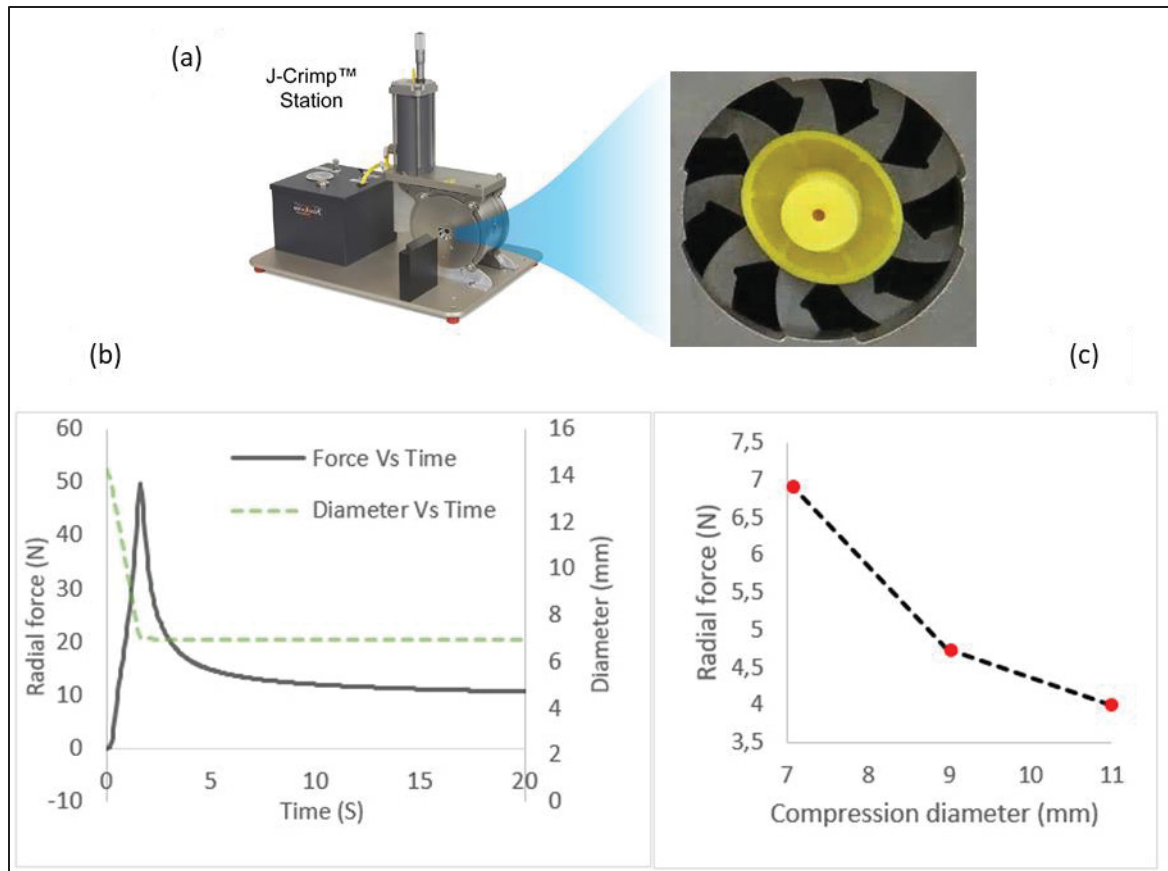 (a)
J-Crimp™
Station
(b)
(c)
60
50
40
30
20
10
0
-10
Radial force (N)
Force Vs Time
Diameter Vs Time
16
14
12
10
8
6
4
2
0
Diameter (mm)
0 5 10 15 20
Time (S)
7,5
7
6,5
6
5,5
5
4,5
4
3,5
Radial force (N)
7 8 9 10 11
Compression diameter (mm)